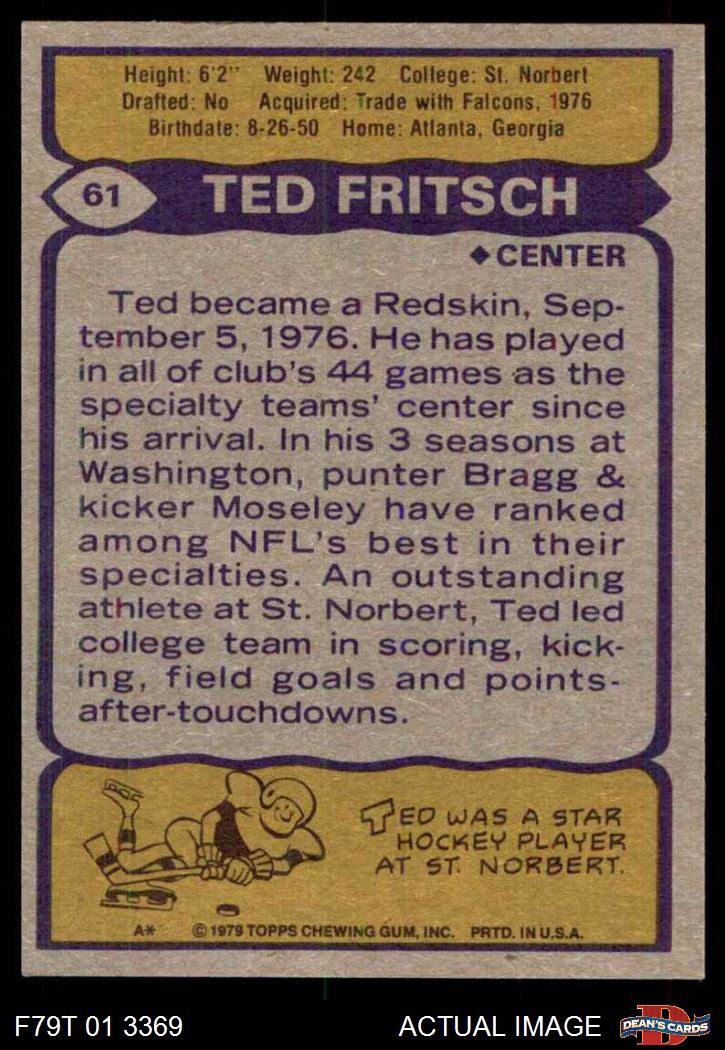 Height: 6'2" Weight: 242 College: St. Norbert
Drafted: No Acquired: Trade with Falcons, 1976
Birthdate: 8-26-50 Home: Atlanta, Georgia
61 TED FRITSCH
◆CENTER
Ted became a Redskin, Sep-
tember 5, 1976. He has played
in all of club's 44 games as the
specialty teams' center since
his arrival. In his 3 seasons at
Washington, punter Bragg &
kicker Moseley have ranked
among NFL's best in their
specialties. An outstanding
athlete at St. Norbert, Ted led
college team in scoring, kick-
ing, field goals and points-
after-touchdowns.
TED WAS A STAR
HOCKEY PLAYER
AT ST. NORBERT.
A* © 1979 TOPPS CHEWING GUM, INC. PRTD. IN U.S.A.
F79T 01 3369 ACTUAL IMAGE D DEAN'S CARDS